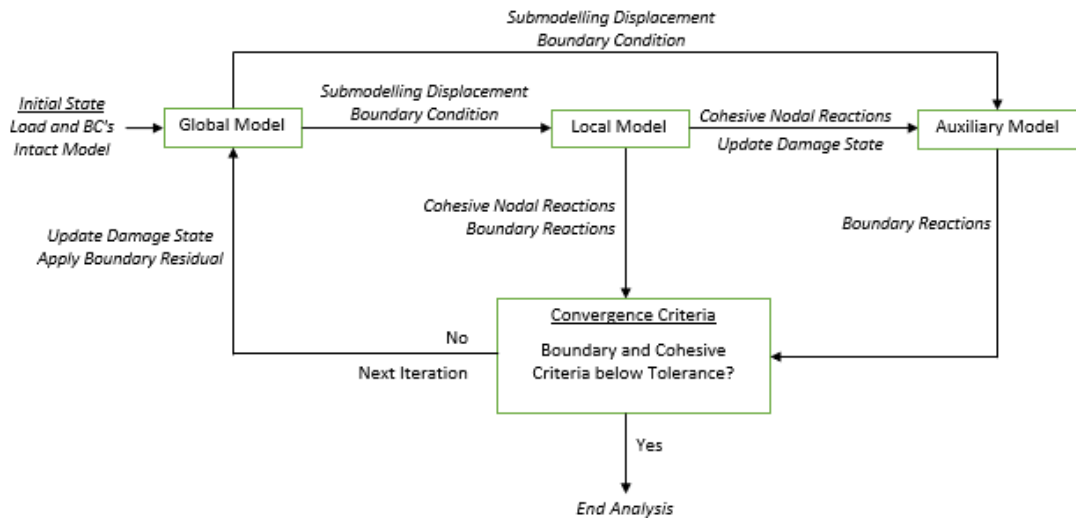 Submodelling Displacement
Boundary Condition
Initial State
Load and BC's
Intact Model
Global Model
Submodelling Displacement
Boundary Condition
Local Model
Cohesive Nodal Reactions
Update Damage State
Auxiliary Model
Cohesive Nodal Reactions
Boundary Reactions
Boundary Reactions
Update Damage State
Apply Boundary Residual
Convergence Criteria
Boundary and Cohesive
Criteria below Tolerance?
No
Next Iteration
Yes
End Analysis